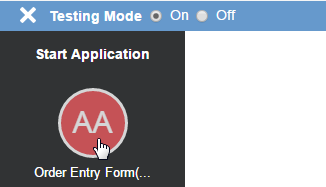 Testing Mode On Off
Start Application
AA
Order Entry Form(...